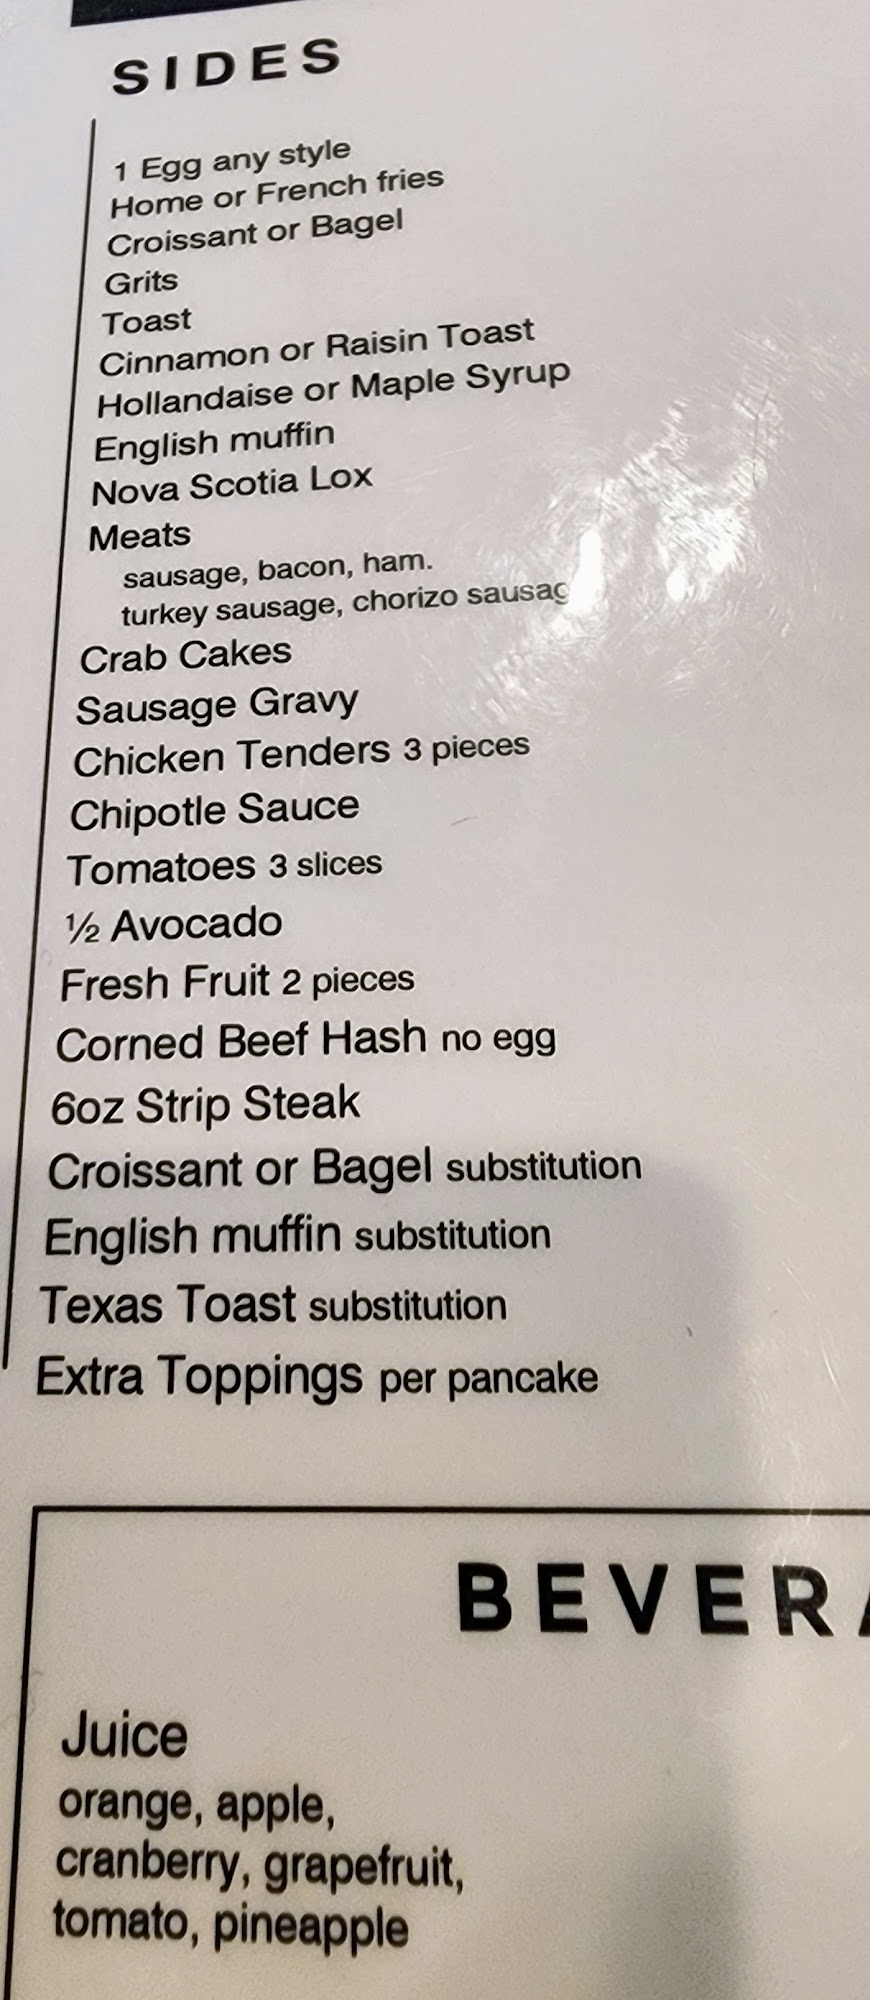 SIDES
1 Egg any style
Home or French fries
Croissant or Bagel
Grits
Toast
Cinnamon or Raisin Toast
Hollandaise or Maple Syrup
English muffin
Nova Scotia Lox
Meats
sausage, bacon, ham.
turkey sausage, chorizo sausag
Crab Cakes
Sausage Gravy
Chicken Tenders 3 pieces
Chipotle Sauce
Tomatoes 3 slices
½ Avocado
Fresh Fruit 2 pieces
Corned Beef Hash no egg
6oz Strip Steak
Croissant or Bagel substitution
English muffin substitution
Texas Toast substitution
Extra Toppings per pancake
BEVERA
Juice
orange, apple,
cranberry, grapefruit,
tomato, pineapple